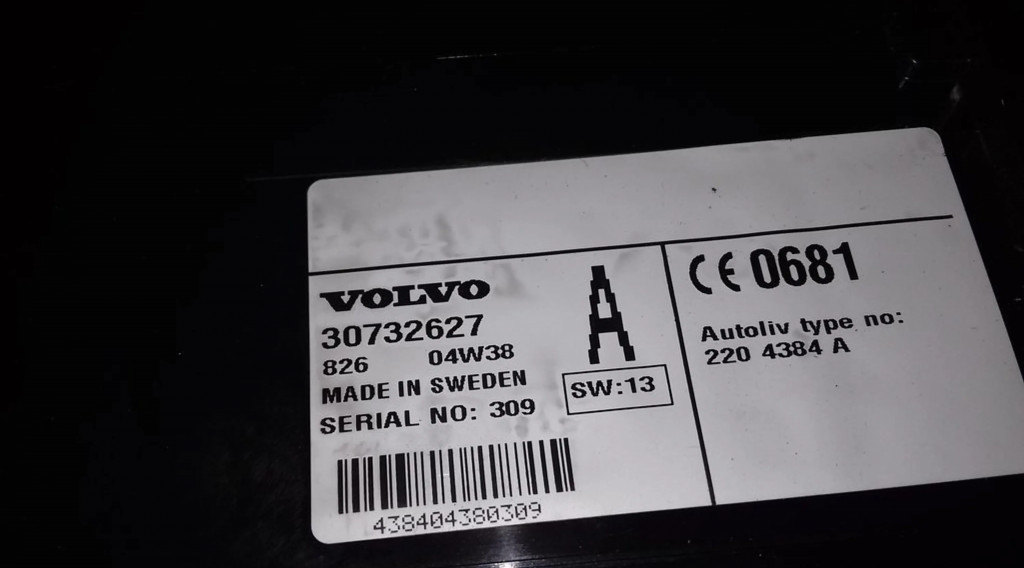 VOLVO
30732627
826 04W38
MADE IN SWEDEN
SERIAL NO: 309
438404380309
A
SW:13
CE 0681
Autoliv type no:
220 4384 A